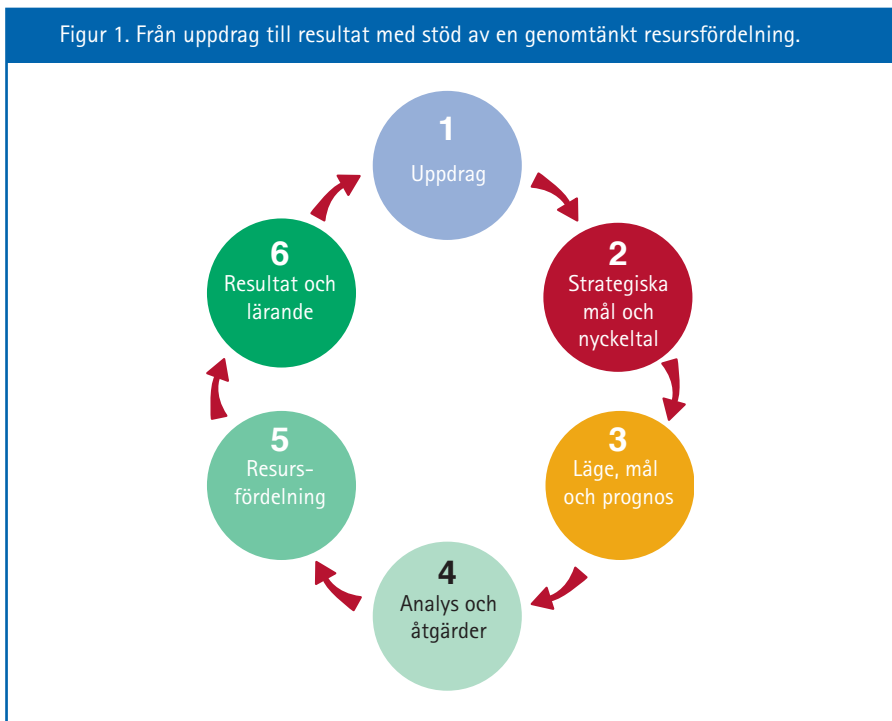 Figur 1. Från uppdrag till resultat med stöd av en genomtänkt resursfördelning.
1
Uppdrag
2
Strategiska
mål och
nyckeltal
3
Läge, mål
och prognos
4
Analys och
åtgärder
5
Resurs-
fördelning
6
Resultat och
lärande